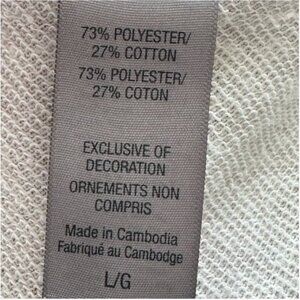 73% POLYESTER/
27% COTTON
73% POLYESTER/
27% COTON
EXCLUSIVE OF
DECORATION
ORNEMENTS NON
COMPRIS
Made in Cambodia
Fabriqué au Cambodge
L/G